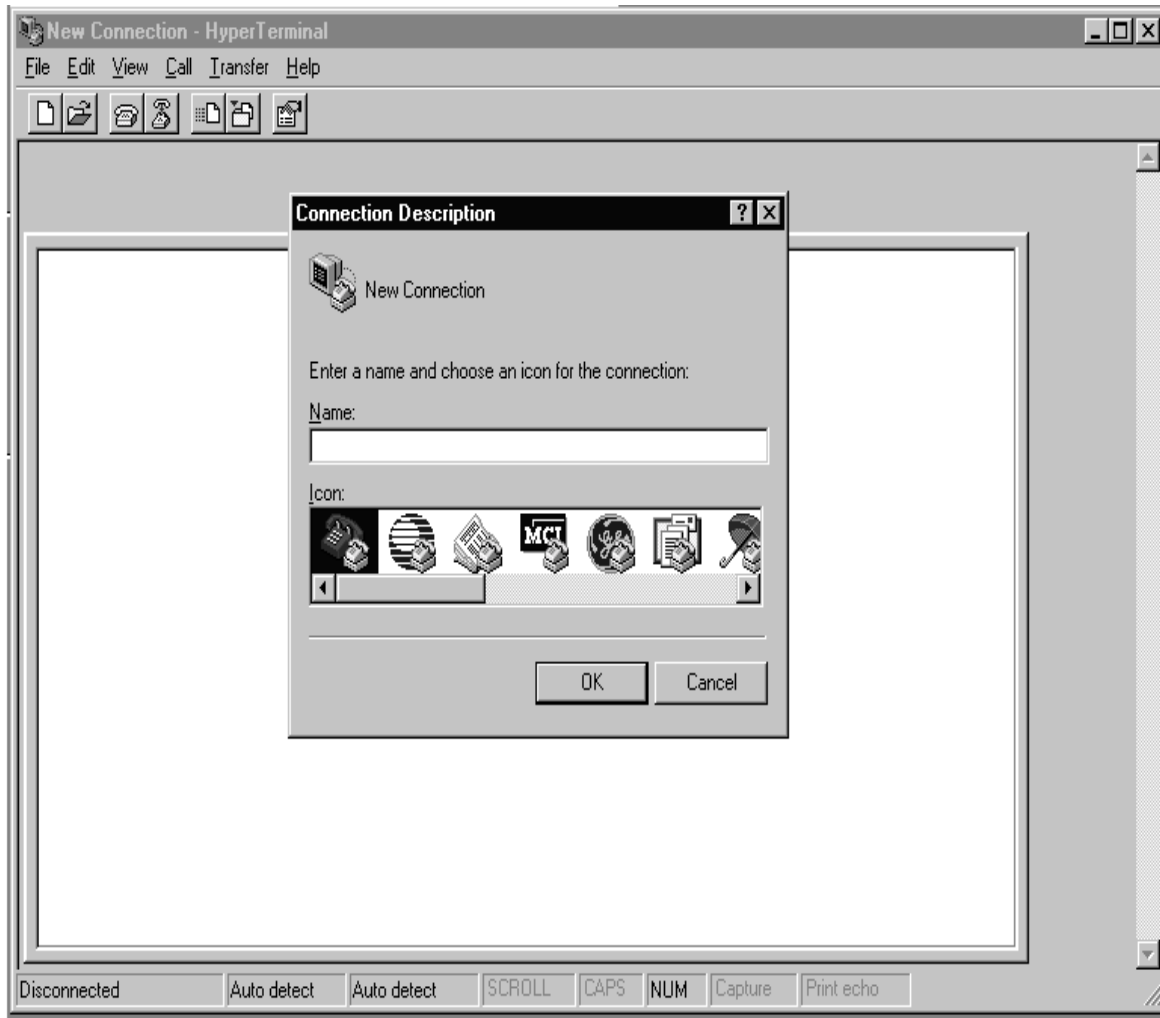 New Connection - HyperTerminal
File Edit View Call Transfer Help
Connection Description
New Connection
Enter a name and choose an icon for the connection:
Name:
Icon:
MCI
OK Cancel
Disconnected Auto detect Auto detect SCROLL CAPS NUM Capture Print echo